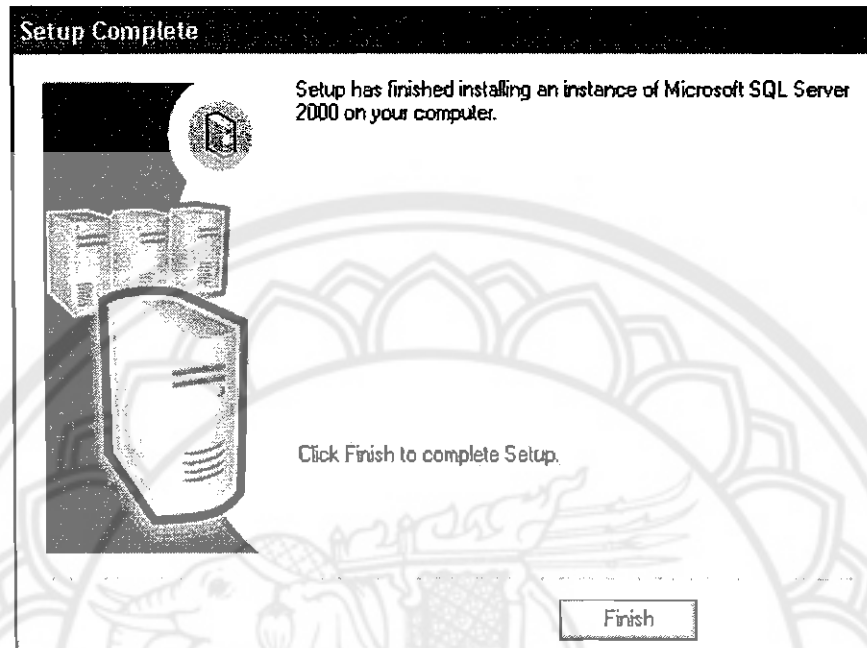 Setup Complete
Setup has finished installing an instance of Microsoft SQL Server
2000 on your computer.
Click Finish to complete Setup.
Finish